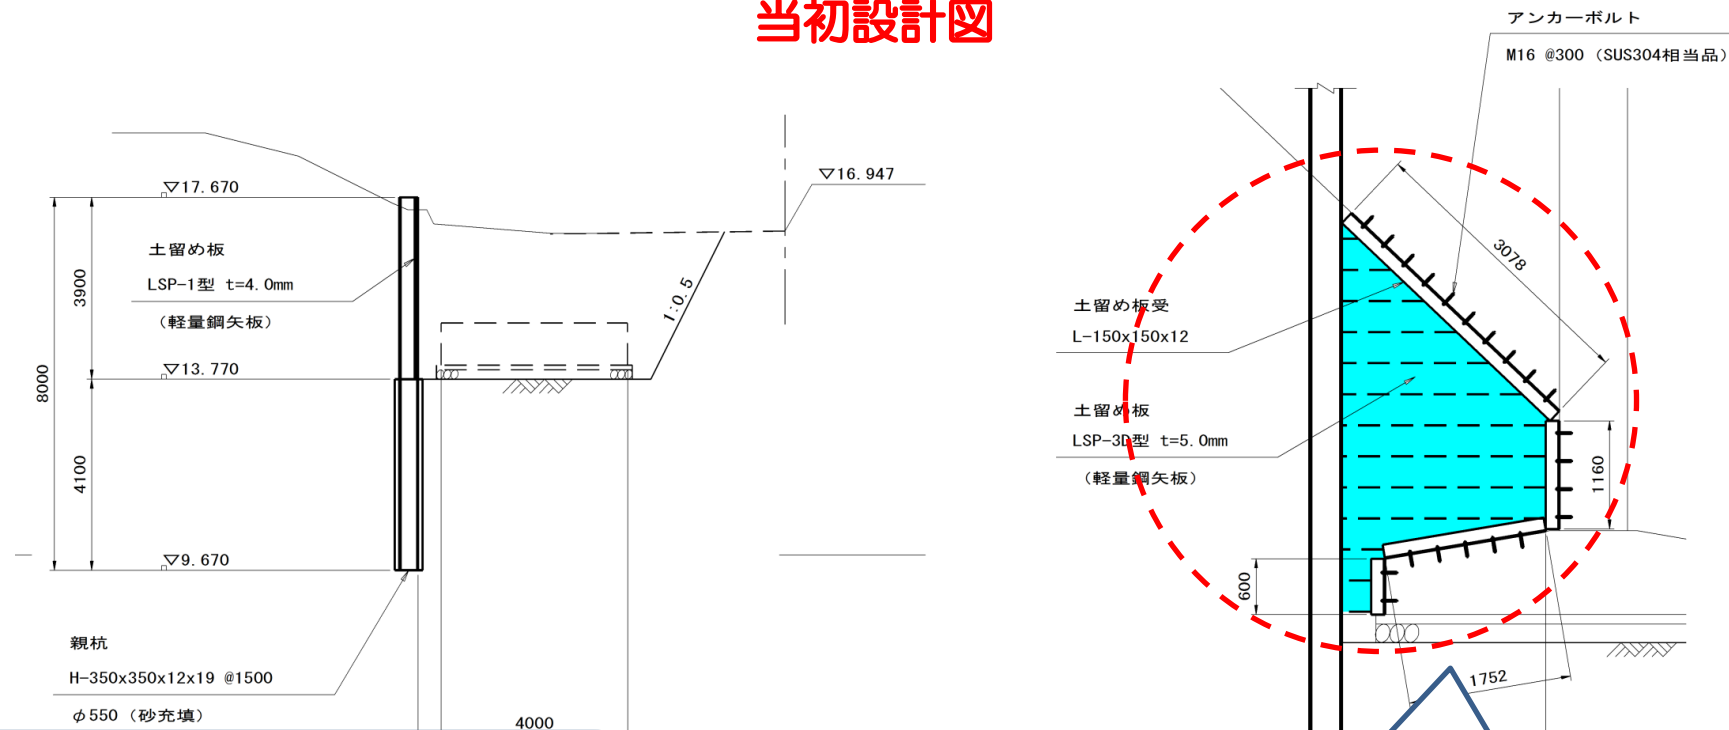 当初設計図
アンカーボルト
M16 @300 (SUS304相当品)
▽17.670
▽16.947
土留め板
LSP-1型 t=4.0mm
(軽量鋼矢板)
3900
1:0.5
▽13.770
8000
4100
▽9.670
親杭
H-350x350x12x19 @1500
φ550 (砂充填)
4000
3078
土留め板受
L-150x150x12
土留め板
LSP-3D型 t=5.0mm
(軽量鋼矢板)
1160
600
1752